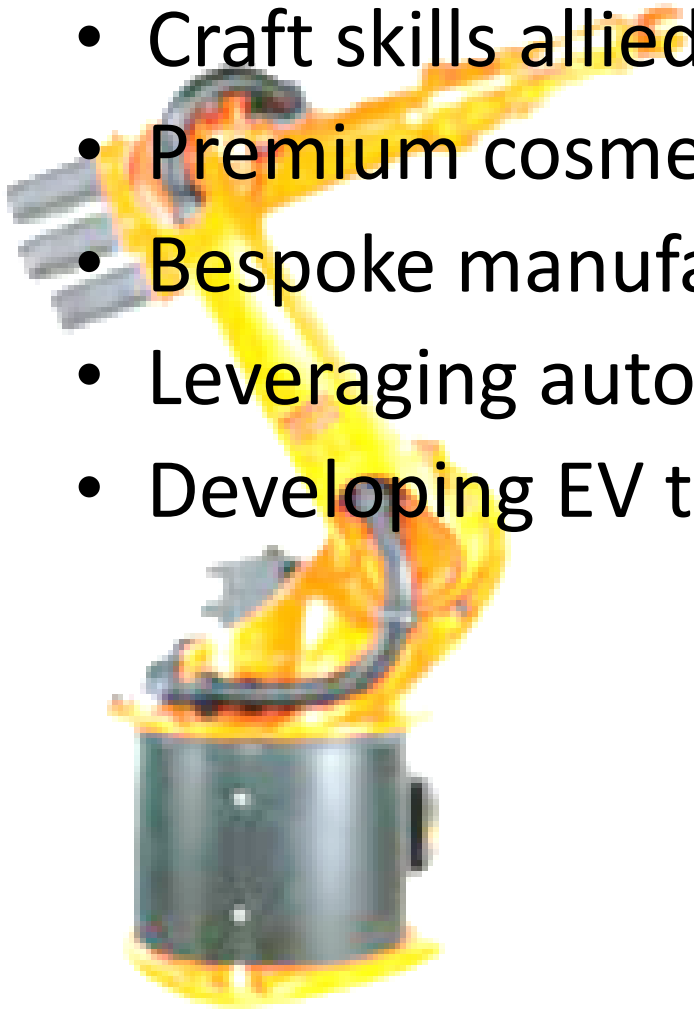 • Craft skills allied
• Premium cosme
• Bespoke manufa
• Leveraging auto
• Developing EV t